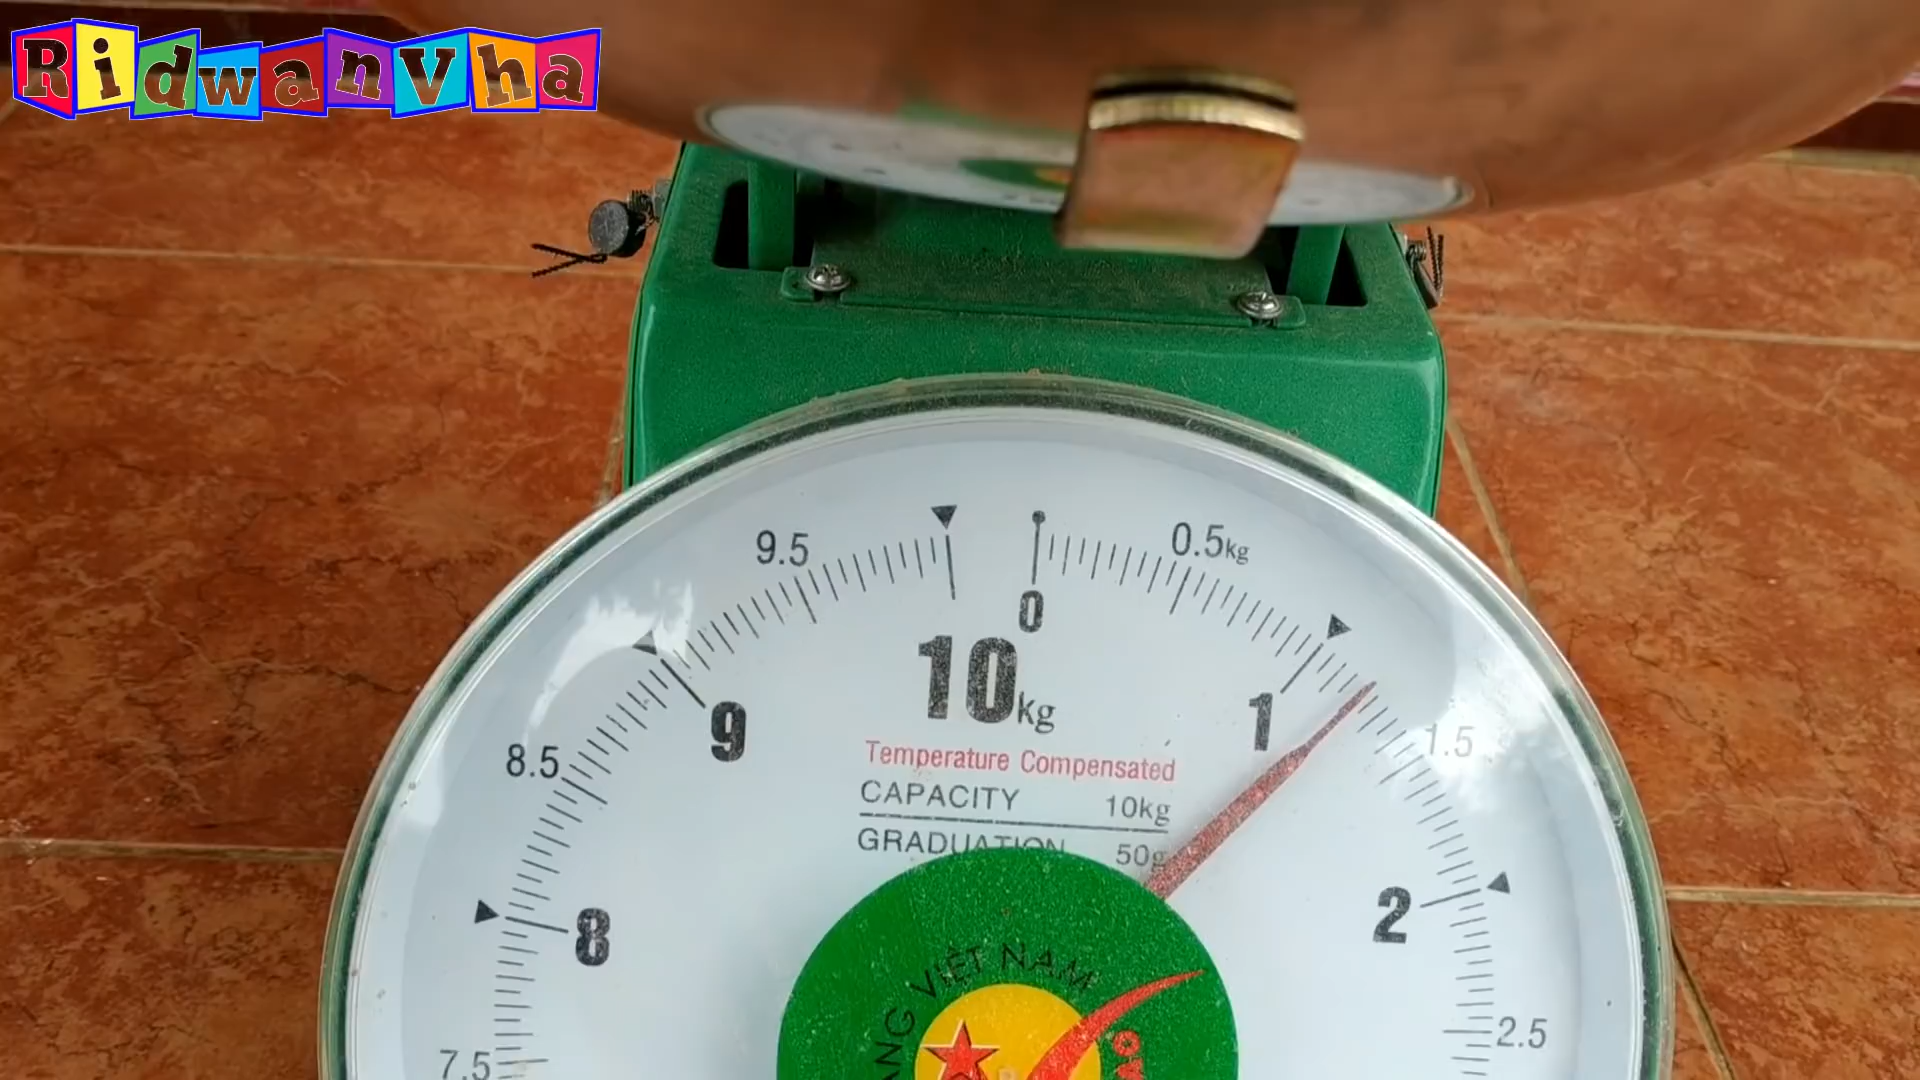 RidwanVha
9.5
0.5kg
0
10kg
9
1
Temperature Compensated
8.5
1.5
CAPACITY 10kg
GRADUATION 50g
2
8
VIỆT NAM
2.5
7.5